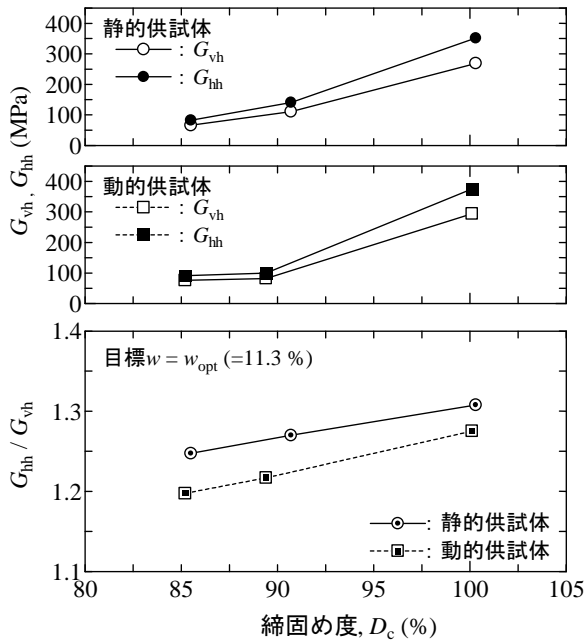 静的供試体
: G_vh
: G_hh
400
300
200
100
0
動的供試体
: G_vh
: G_hh
400
300
200
100
0
G_vh , G_hh (MPa)
目標w = w_opt (=11.3 %)
1.4
1.3
1.2
1.1
G_hh / G_vh
: 静的供試体
: 動的供試体
80 85 90 95 100 105
締固め度, D_c (%)